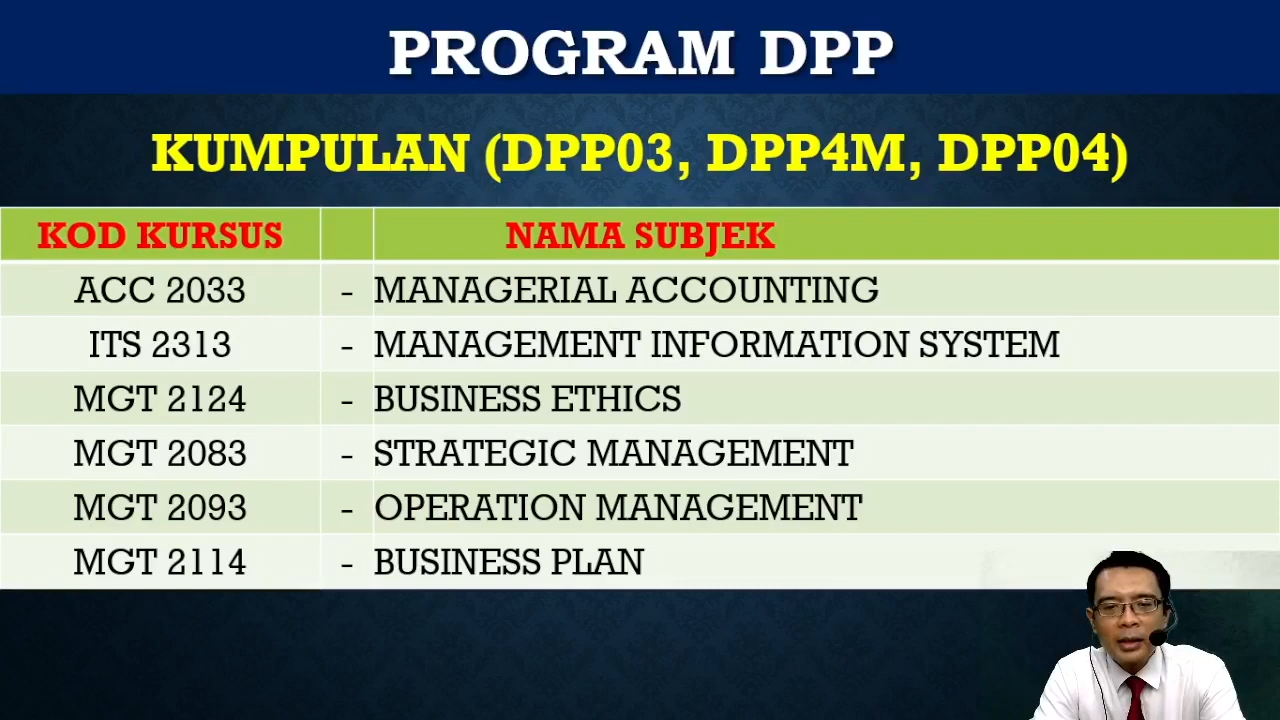 PROGRAM DPP
KUMPULAN (DPP03, DPP4M, DPP04)
KOD KURSUS NAMA SUBJEK
ACC 2033 - MANAGERIAL ACCOUNTING
ITS 2313 - MANAGEMENT INFORMATION SYSTEM
MGT 2124 - BUSINESS ETHICS
MGT 2083 - STRATEGIC MANAGEMENT
MGT 2093 - OPERATION MANAGEMENT
MGT 2114 - BUSINESS PLAN